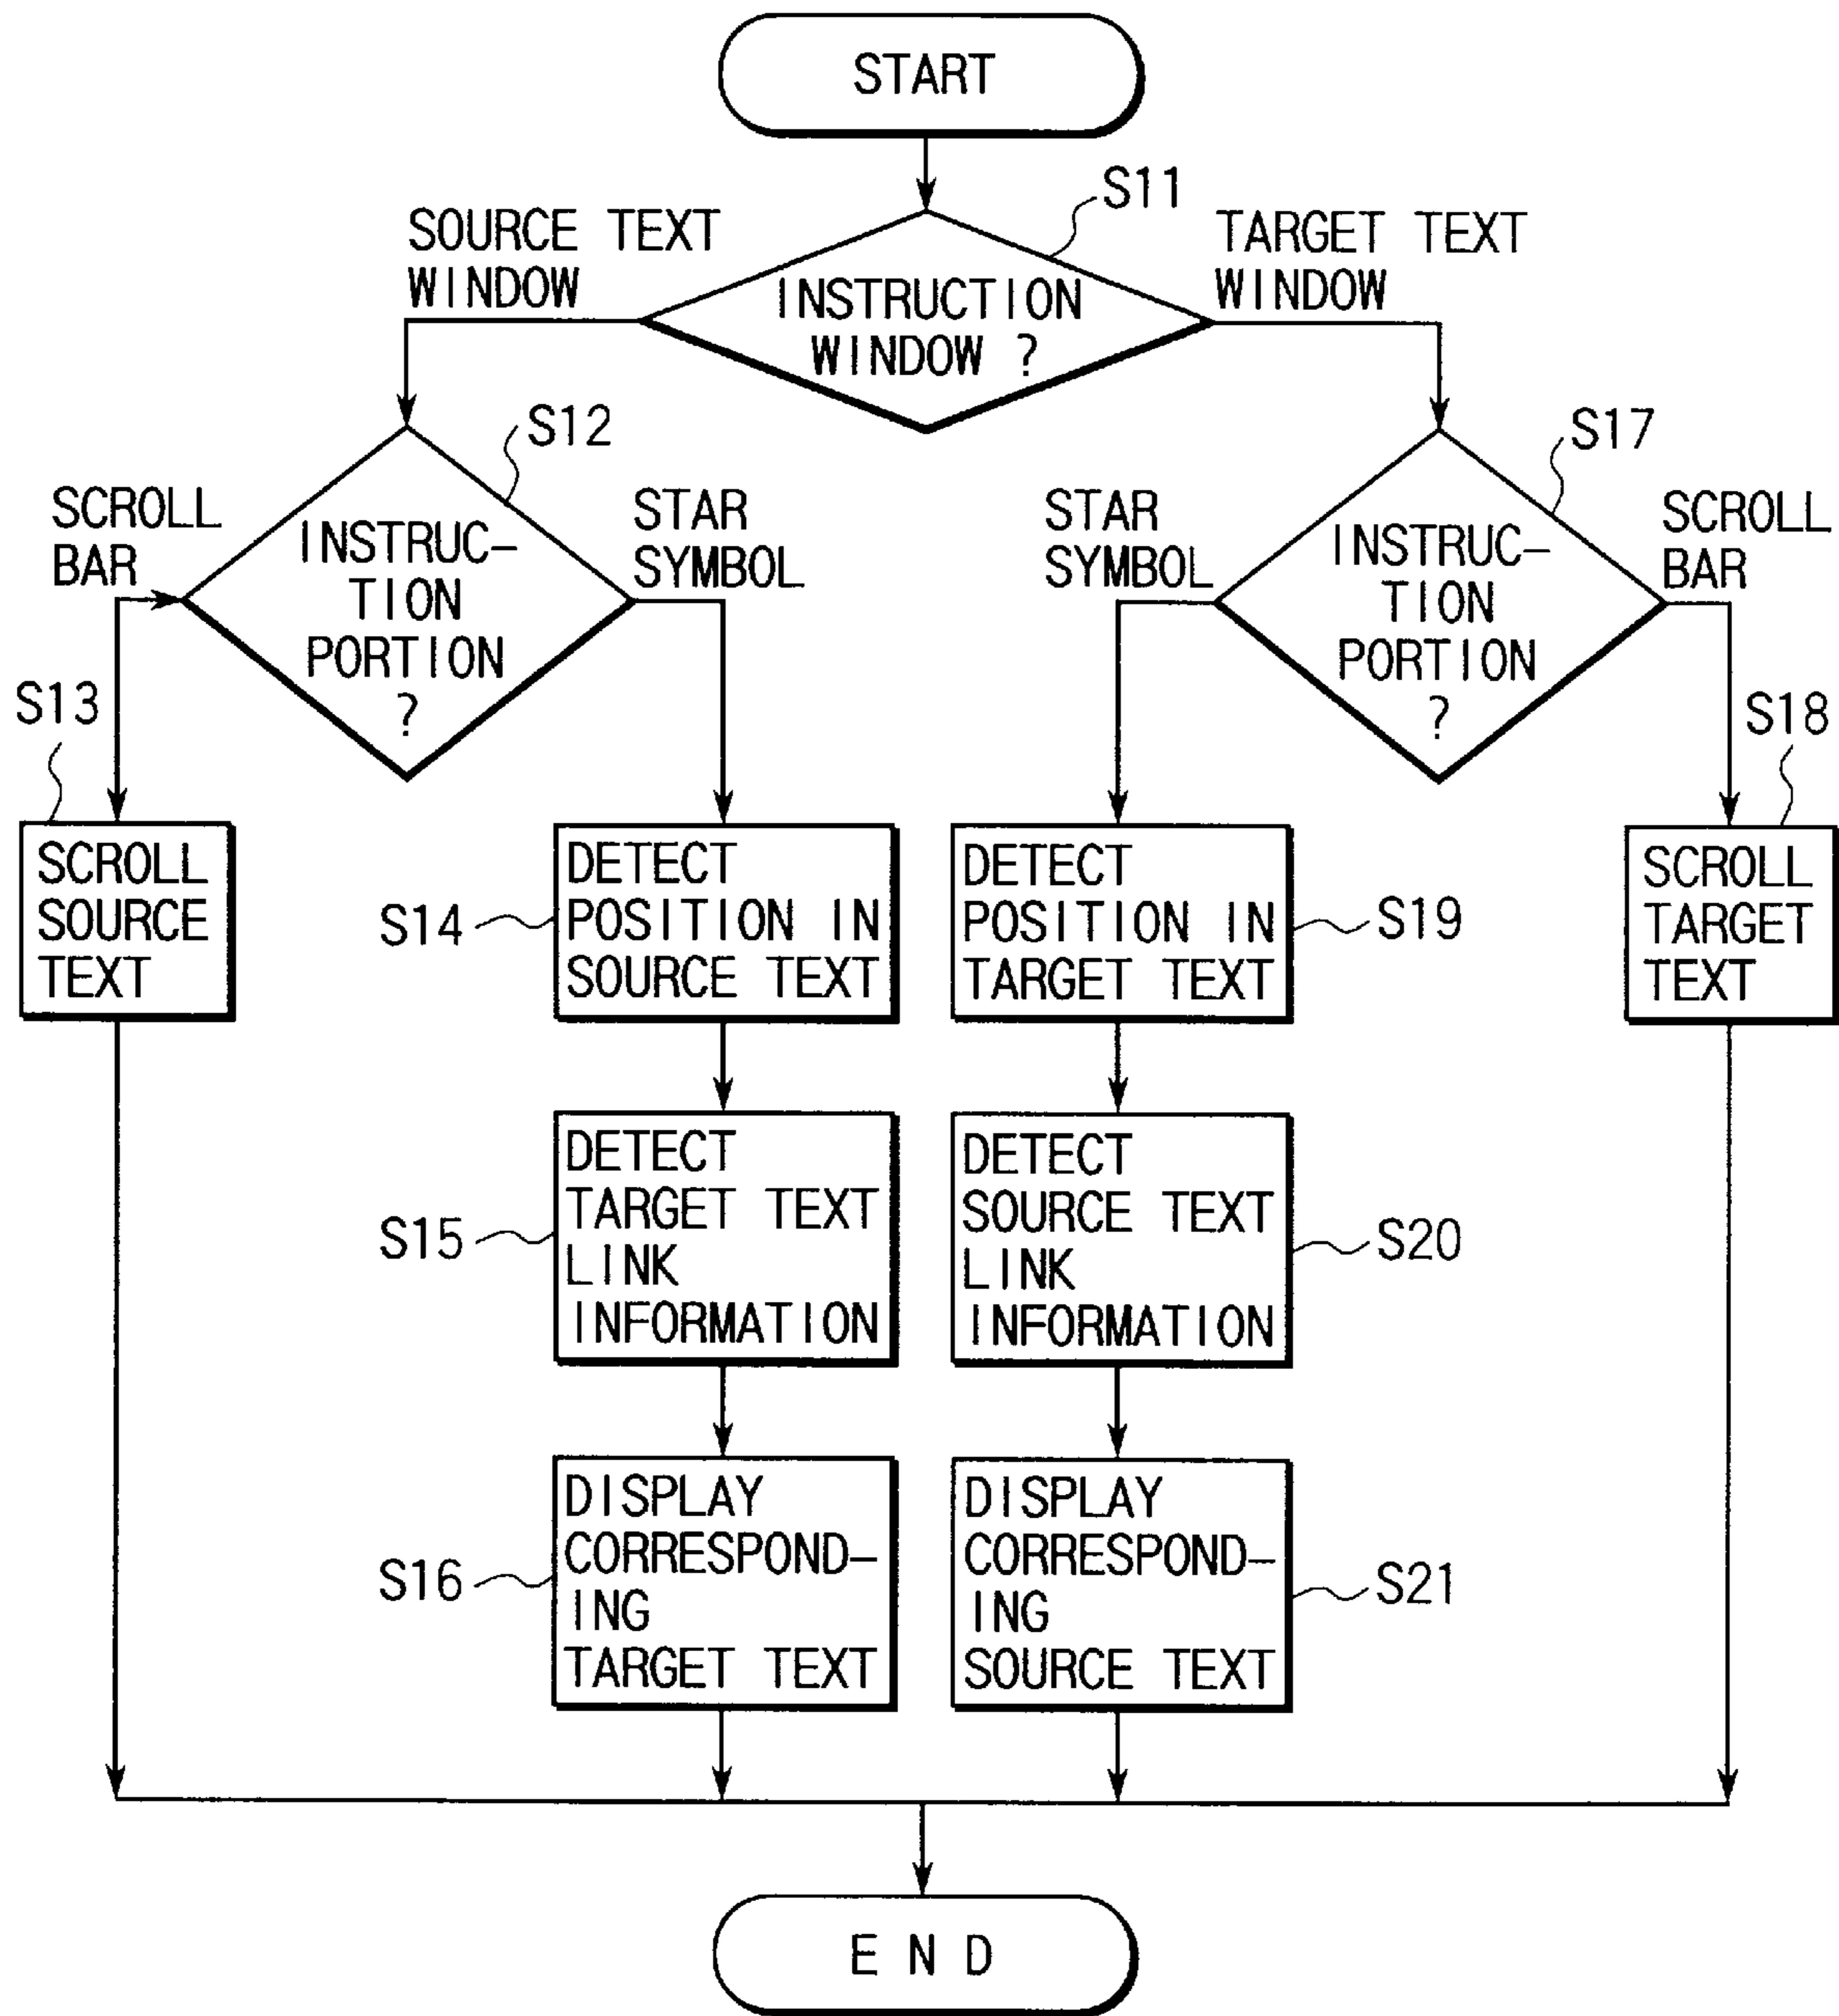 START
S11
SOURCE TEXT
WINDOW
TARGET TEXT
WINDOW
INSTRUCTION
WINDOW ?
S12
SCROLL
BAR
INSTRUC-
TION
PORTION
?
STAR
SYMBOL
S17
STAR
SYMBOL
INSTRUC-
TION
PORTION
?
SCROLL
BAR
S13
SCROLL
SOURCE
TEXT
S14
DETECT
POSITION IN
SOURCE TEXT
DETECT
POSITION IN
TARGET TEXT
S19
S18
SCROLL
TARGET
TEXT
S15
DETECT
TARGET TEXT
LINK
INFORMATION
DETECT
SOURCE TEXT
LINK
INFORMATION
S20
S16
DISPLAY
CORRESPOND-
ING
TARGET TEXT
DISPLAY
CORRESPOND-
ING
SOURCE TEXT
S21
END